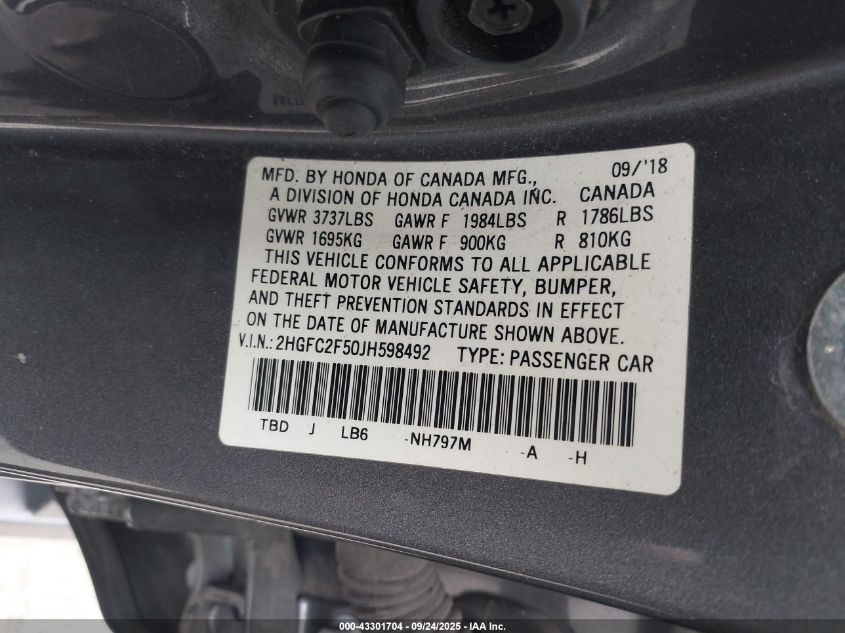 MFD. BY HONDA OF CANADA MFG., 09/'18
A DIVISION OF HONDA CANADA INC. CANADA
GVWR 3737LBS GAWR F 1984LBS R 1786LBS
GVWR 1695KG GAWR F 900KG R 810KG
THIS VEHICLE CONFORMS TO ALL APPLICABLE
FEDERAL MOTOR VEHICLE SAFETY, BUMPER,
AND THEFT PREVENTION STANDARDS IN EFFECT
ON THE DATE OF MANUFACTURE SHOWN ABOVE.
V.I.N.: 2HGFC2F50JH598492 TYPE: PASSENGER CAR
TBD J LB6 -NH797M -A -H
000-43301704 - 09/24/2025 - IAA Inc.